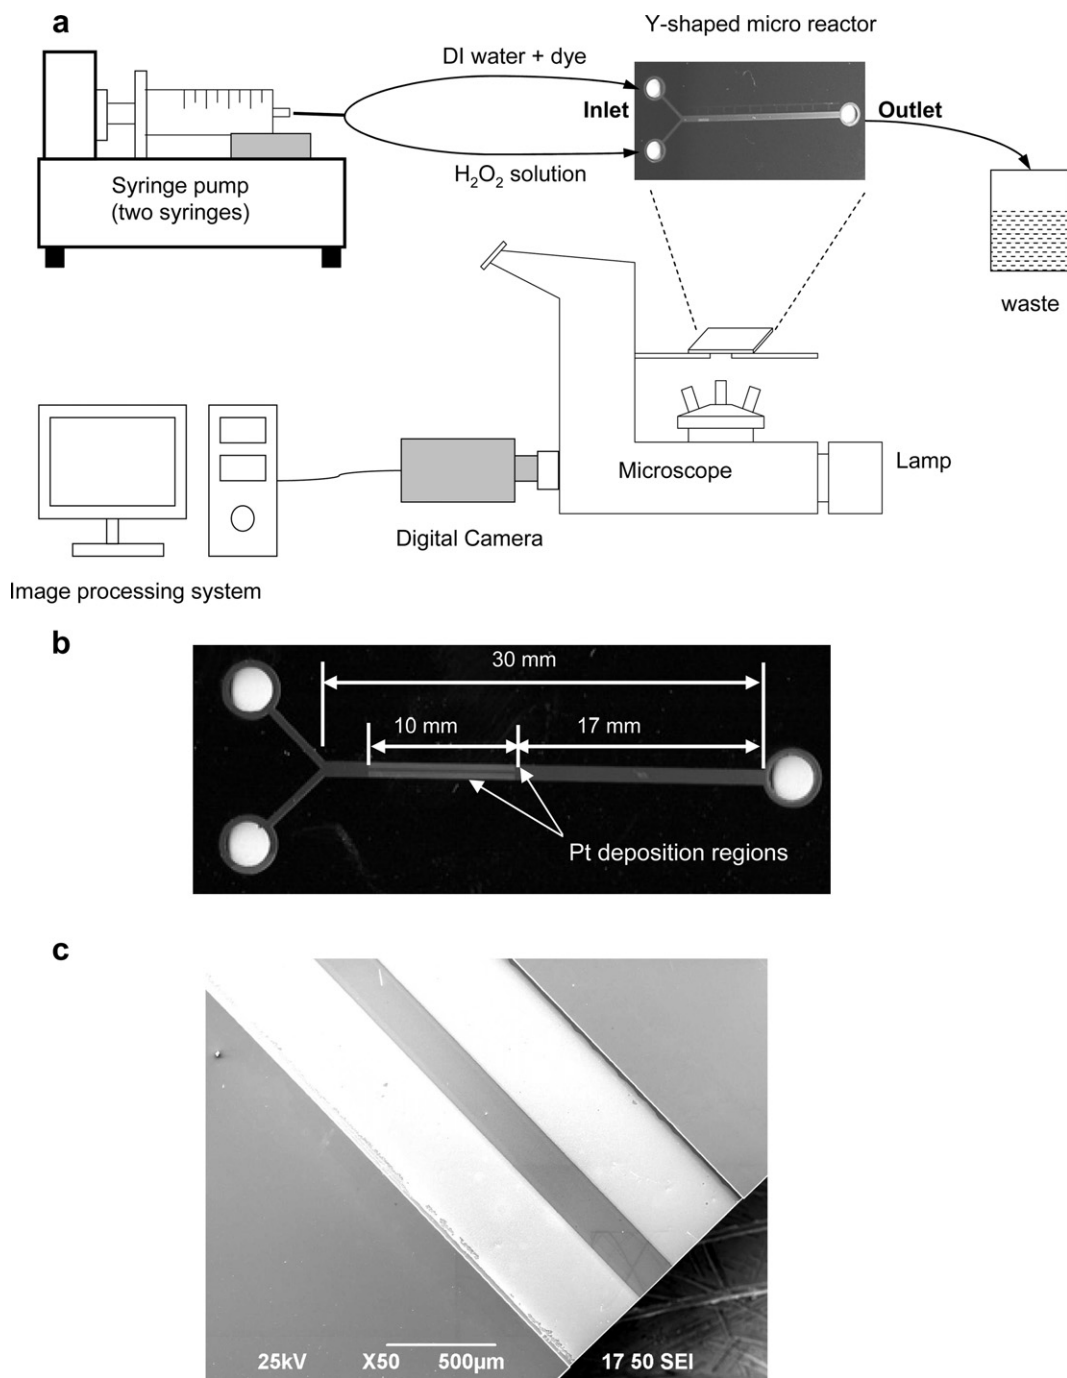 a
Y-shaped micro reactor
DI water + dye
Inlet
Outlet
H₂O₂ solution
Syringe pump
(two syringes)
waste
Microscope
Lamp
Digital Camera
Image processing system
b
30 mm
10 mm
17 mm
Pt deposition regions
c
25kV X50 500µm 17 50 SEI